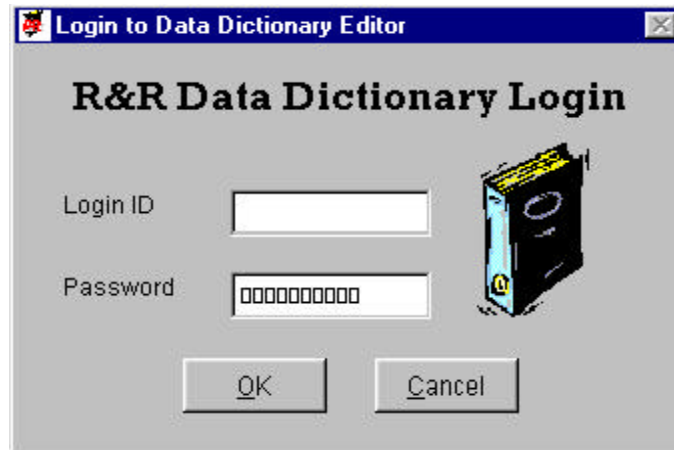 Login to Data Dictionary Editor
R&R Data Dictionary Login
Login ID
Password
OK
Cancel